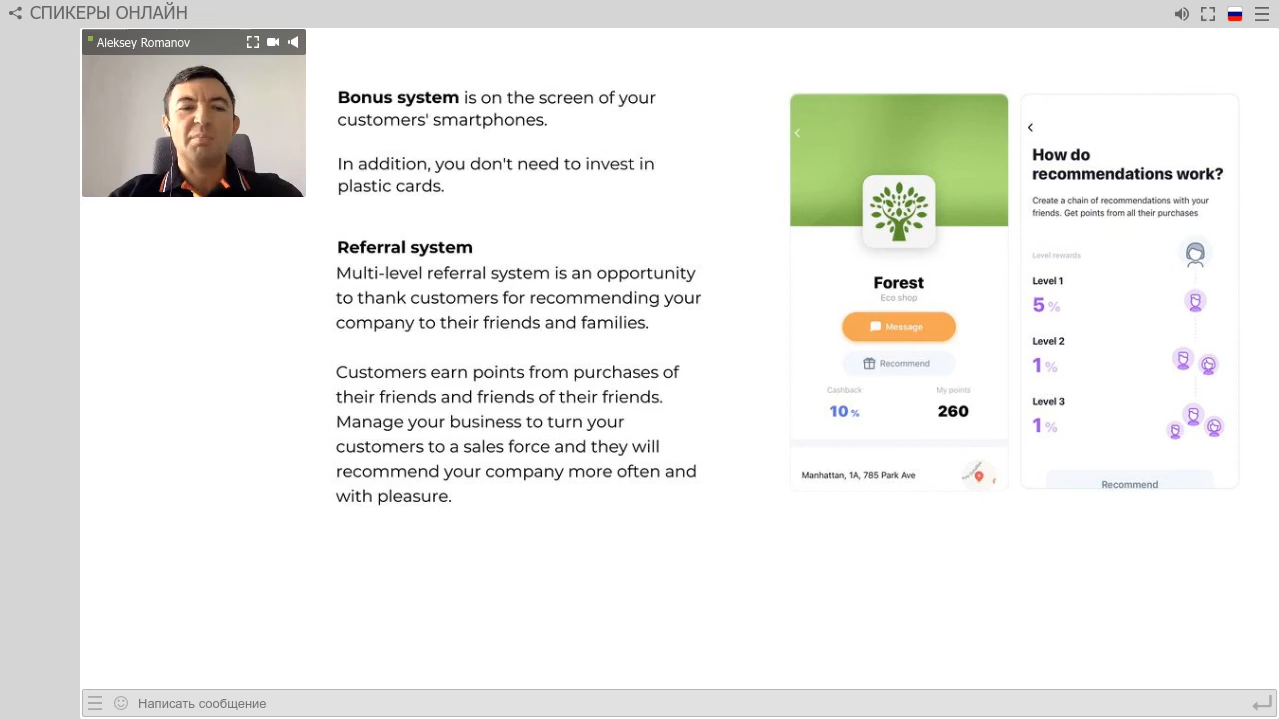 СПИКЕРЫ ОНЛАЙН
Aleksey Romanov
Bonus system is on the screen of your
customers' smartphones.
In addition, you don't need to invest in
plastic cards.
Referral system
Multi-level referral system is an opportunity
to thank customers for recommending your
company to their friends and families.
Customers earn points from purchases of
their friends and friends of their friends.
Manage your business to turn your
customers to a sales force and they will
recommend your company more often and
with pleasure.
Forest
Eco shop
Message
Recommend
Cashback
My points
10 %
260
Manhattan, 1A, 785 Park Ave
How do
recommendations work?
Create a chain of recommendations with your
friends. Get points from all their purchases
Level rewards
Level 1
5 %
Level 2
1 %
Level 3
1 %
Recommend
Написать сообщение